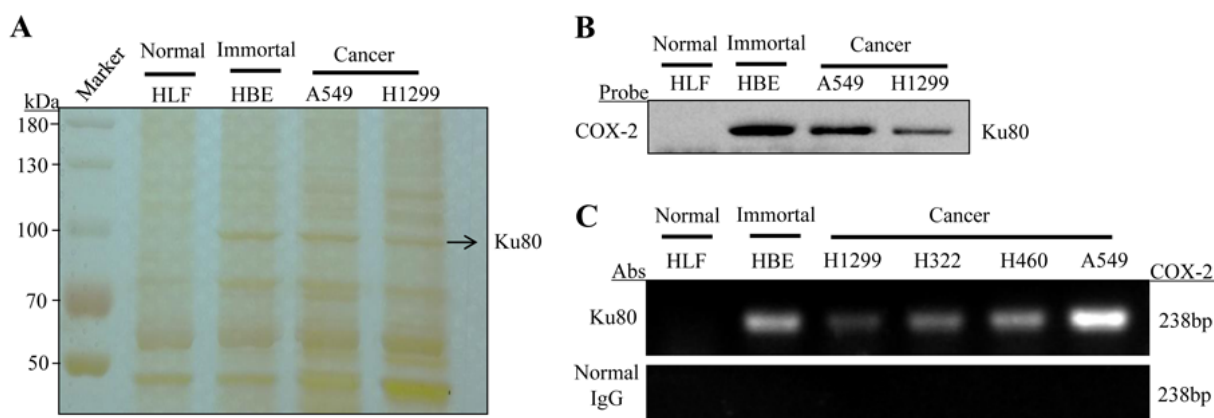 A
Marker
Normal Immortal Cancer
HLF HBE A549 H1299
kDa
180
130
100
70
50
Ku80
B
Normal Immortal Cancer
HLF HBE A549 H1299
Probe
COX-2 Ku80
C
Normal Immortal Cancer
HLF HBE H1299 H322 H460 A549
Abs COX-2
Ku80 238bp
Normal
IgG 238bp